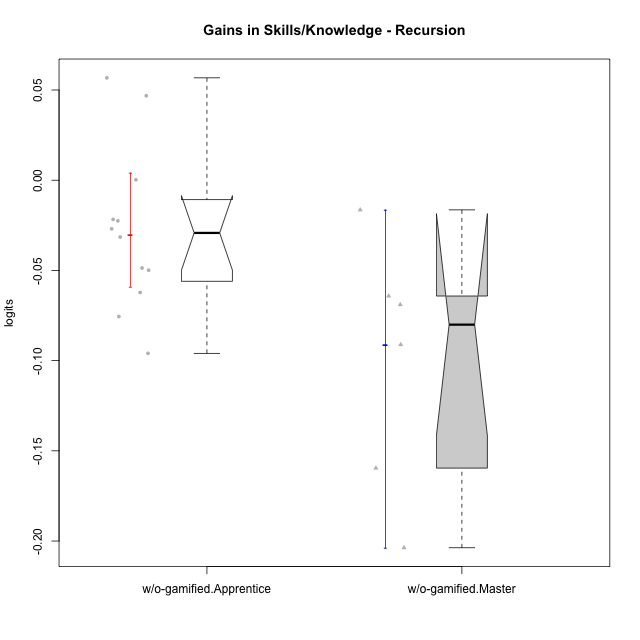 Gains in Skills/Knowledge - Recursion
logits
0.05
0.00
-0.05
-0.10
-0.15
-0.20
w/o-gamified.Apprentice
w/o-gamified.Master